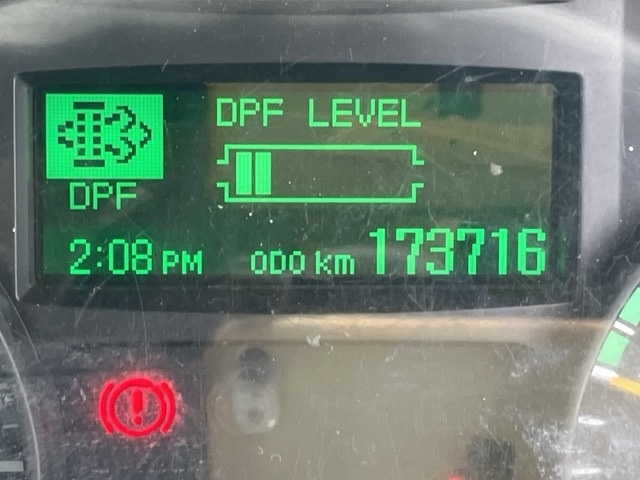 DPF LEVEL
DPF
2:08 PM ODO km 173716